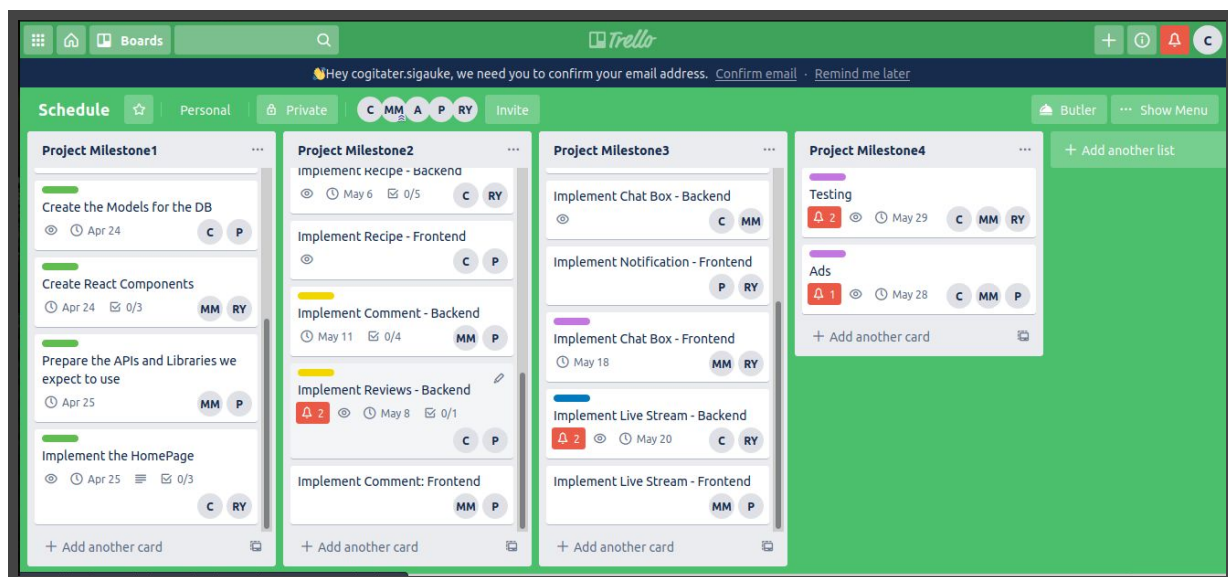 Boards
Trello
C
👋Hey cogitater.sigauke, we need you to confirm your email address. Confirm email · Remind me later
Schedule Personal Private C MM A P RY Invite Butler ··· Show Menu
Project Milestone1 ···
Create the Models for the DB
Apr 24 C P
Create React Components
Apr 24 0/3 MM RY
Prepare the APIs and Libraries we
expect to use
Apr 25 MM P
Implement the HomePage
Apr 25 0/3
C RY
+ Add another card
Project Milestone2 ···
Implement Recipe - Backend
May 6 0/5 C RY
Implement Recipe - Frontend
C P
Implement Comment - Backend
May 11 0/4 MM P
Implement Reviews - Backend
2 May 8 0/1
C P
Implement Comment: Frontend
MM P
+ Add another card
Project Milestone3 ···
Implement Chat Box - Backend
C MM
Implement Notification - Frontend
P RY
Implement Chat Box - Frontend
May 18 MM RY
Implement Live Stream - Backend
2 May 20 C RY
Implement Live Stream - Frontend
MM P
+ Add another card
Project Milestone4 ···
Testing
2 May 29 C MM RY
Ads
1 May 28 C MM P
+ Add another card
+ Add another list